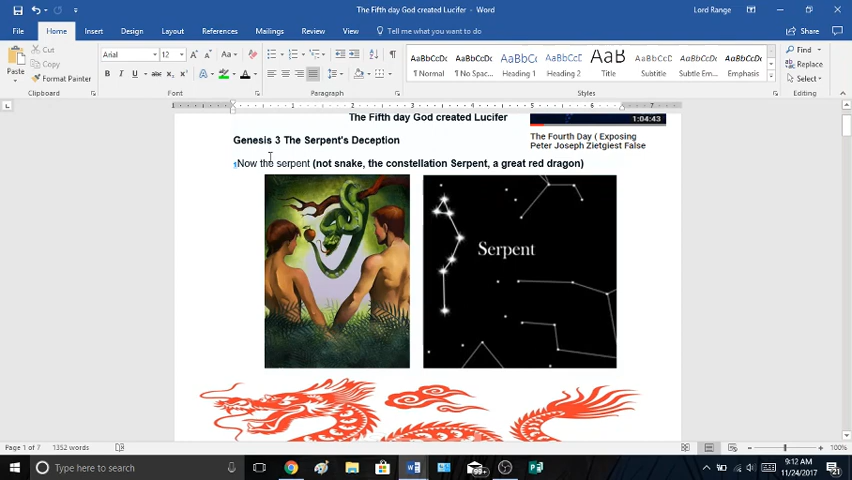 The Fifth day God created Lucifer - Word
Lord Range
File
Home
Insert
Design
Layout
References
Mailings
Review
View
Tell me what you want to do
Share
Paste
Cut
Copy
Format Painter
Clipboard
Arial
12
Font
Paragraph
AaBbCcDc
¶ Normal
AaBbCcDc
¶ No Spac...
AaBbCc
Heading 1
AaBbCcC
Heading 2
AaBb
Title
AaBbCcD
Subtitle
AaBbCcDc
Subtle Em...
AaBbCcDc
Emphasis
Styles
Find
Replace
Select
Editing
The Fifth day God created Lucifer
1:04:43
Genesis 3 The Serpent's Deception
The Fourth Day ( Exposing
Peter Joseph Zietgiest False
1Now the serpent (not snake, the constellation Serpent, a great red dragon)
Serpent
Page 1 of 7
1352 words
100%
Type here to search
99+
9:12 AM
11/24/2017
21